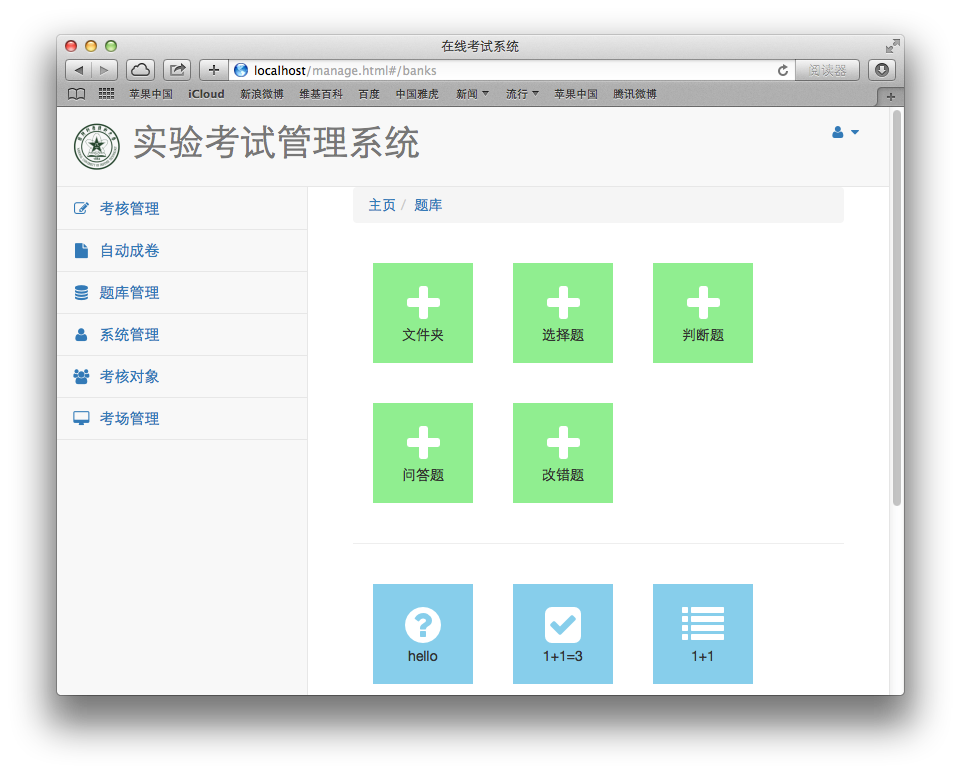 在线考试系统
localhost/manage.html#/banks
阅读器
苹果中国 iCloud 新浪微博 维基百科 百度 中国雅虎 新闻 流行 苹果中国 腾讯微博
实验考试管理系统
考核管理
自动成卷
题库管理
系统管理
考核对象
考场管理
主页 / 题库
文件夹 选择题 判断题
问答题 改错题
hello 1+1=3 1+1